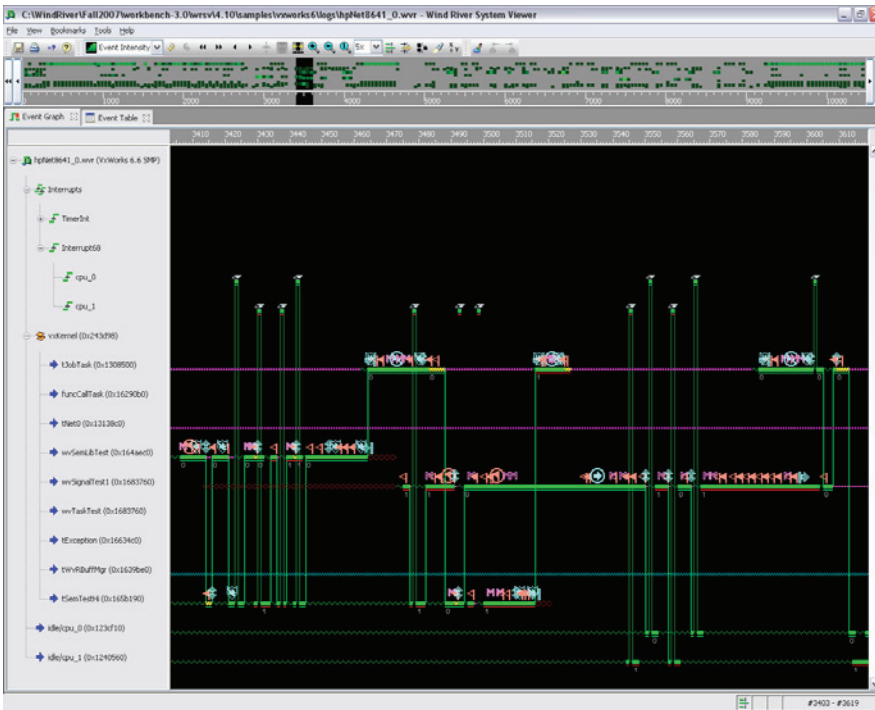 C:\WindRiver\Fall2007\workbench-3.0\wrsv\4.10\samples\vxworks6\logs\hpNet8641_0.wvr - Wind River System Viewer
File View Bookmarks Tools Help
Event Intensity 5x
1000 2000 3000 4000 5000 6000 7000 8000 9000 10000
Event Graph Event Table
3410 3420 3430 3440 3450 3460 3470 3480 3490 3500 3510 3520 3530 3540 3550 3560 3570 3580 3590 3600 3610
hpNet8641_0.wvr (VxWorks 6.6 SMP)
Interrupts
TimerInt
Interrupt68
cpu_0
cpu_1
vxKernel (0x243d98)
tJobTask (0x1308500)
funcCallTask (0x16290b0)
tNet0 (0x13138c0)
wvSemLibTest (0x164aec0)
wvSignalTest1 (0x1683760)
wvTaskTest (0x1683760)
tException (0x16634c0)
tWvRBuffMgr (0x1639be0)
tSemTestHi (0x165b190)
idle/cpu_0 (0x123cf10)
idle/cpu_1 (0x1240560)
#3403 - #3619